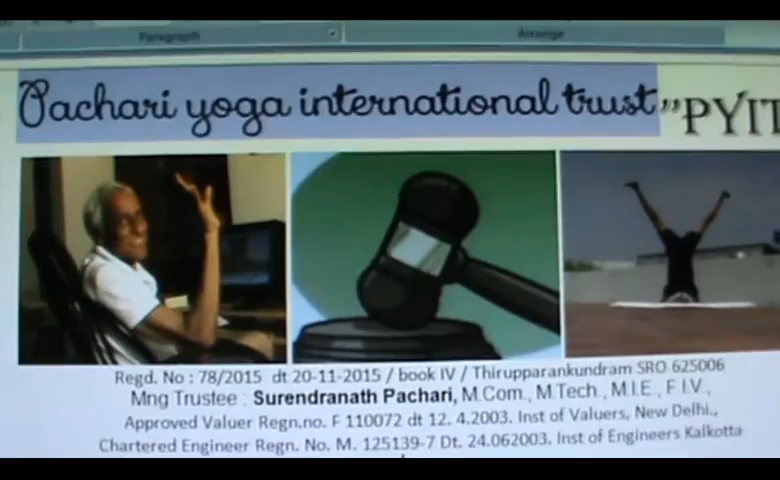 Paragraph Arrange
Pachari yoga international trust” PYIT
Regd. No : 78/2015 dt 20-11-2015 / book IV / Thirupparankundram SRO 625006
Mng Trustee : Surendranath Pachari, M.Com., M.Tech., M.I.E., F.I.V.,
Approved Valuer Regn,no. F 110072 dt 12. 4.2003. Inst of Valuers, New Delhi.,
Chartered Engineer Regn. No. M. 125139-7 Dt. 24.062003. Inst of Engineers Kalkotta